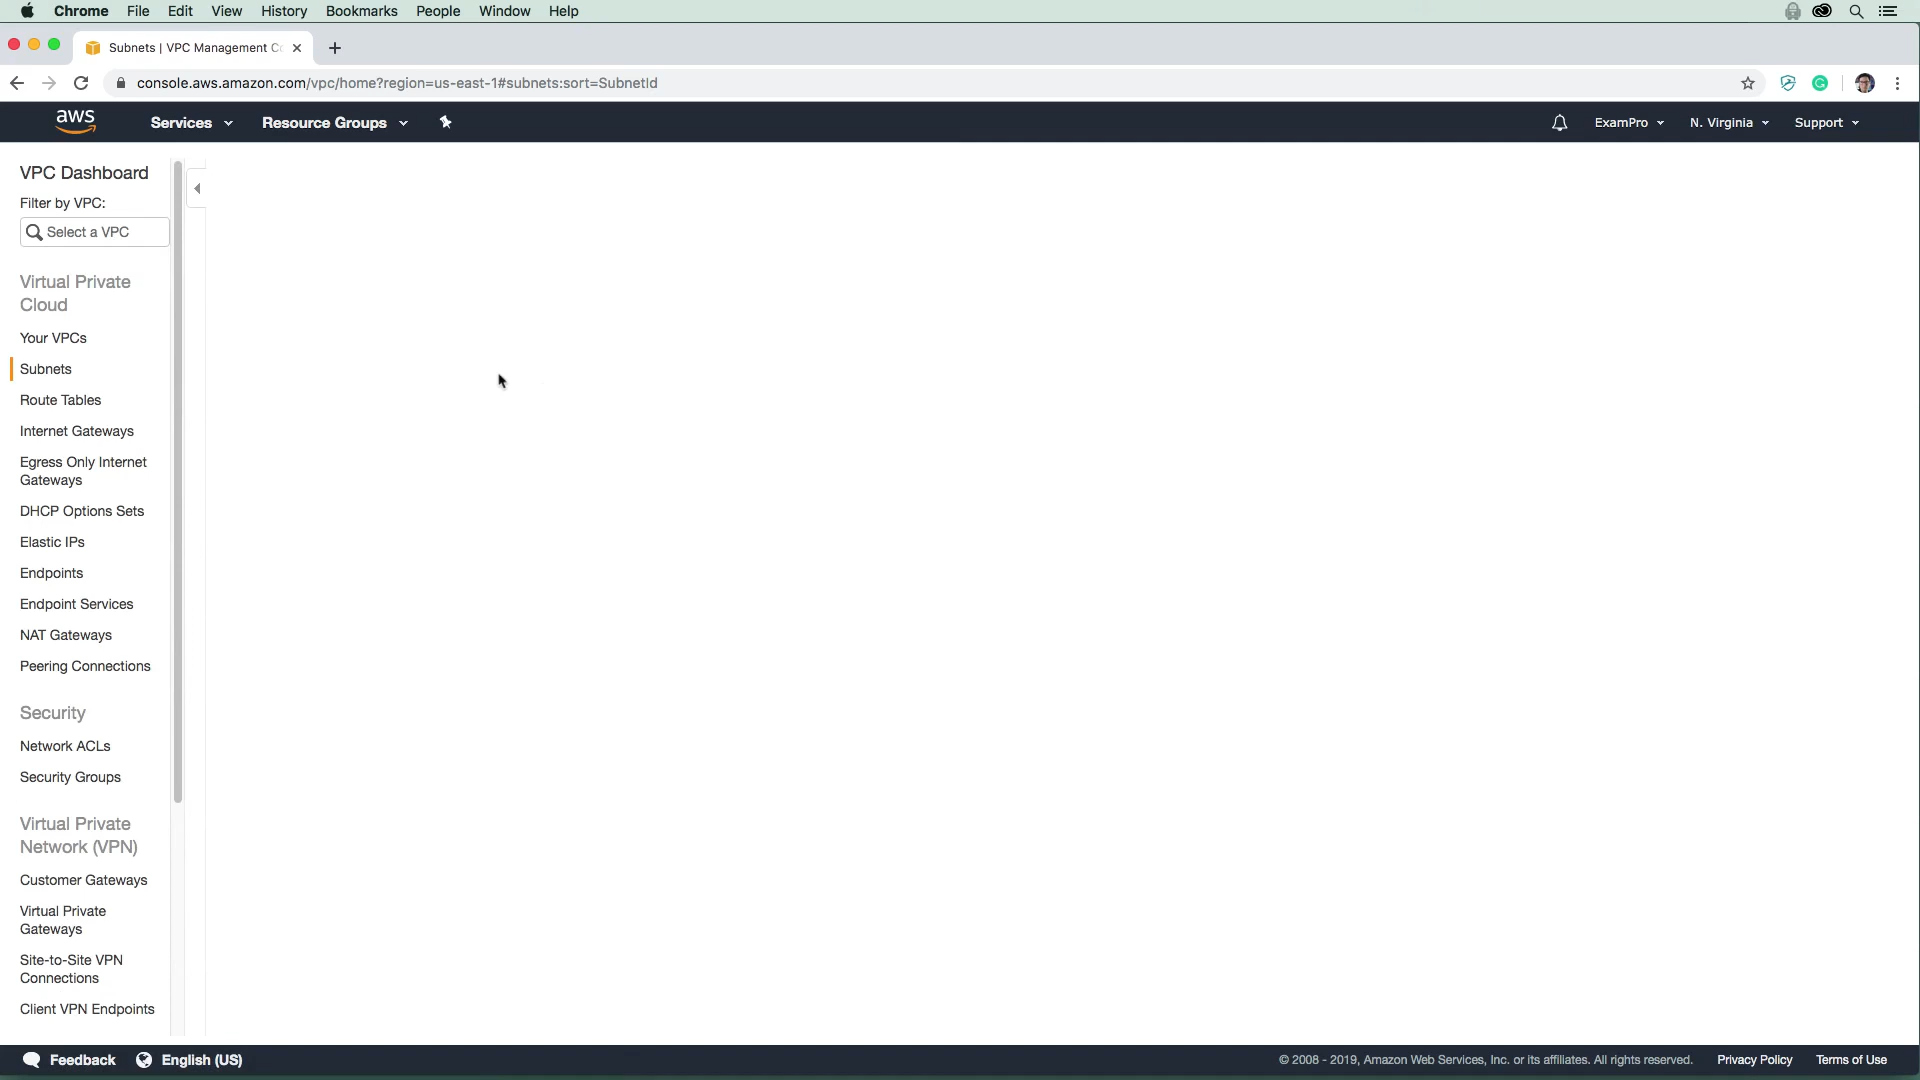 Chrome File Edit View History Bookmarks People Window Help
Subnets | VPC Management Co
console.aws.amazon.com/vpc/home?region=us-east-1#subnets:sort=SubnetId
aws Services Resource Groups ExamPro N. Virginia Support
VPC Dashboard
Filter by VPC:
Select a VPC
Virtual Private
Cloud
Your VPCs
Subnets
Route Tables
Internet Gateways
Egress Only Internet
Gateways
DHCP Options Sets
Elastic IPs
Endpoints
Endpoint Services
NAT Gateways
Peering Connections
Security
Network ACLs
Security Groups
Virtual Private
Network (VPN)
Customer Gateways
Virtual Private
Gateways
Site-to-Site VPN
Connections
Client VPN Endpoints
Feedback English (US) © 2008 - 2019, Amazon Web Services, Inc. or its affiliates. All rights reserved. Privacy Policy Terms of Use